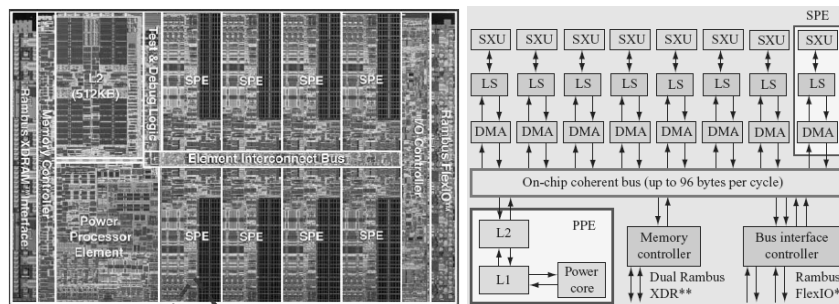 Rambus XDRAM™ Interface
Memory Controller
L2
(512KB)
Test & Debug Logic
SPE
SPE
SPE
SPE
I/O Controller
Rambus FlexIO™
Element Interconnect Bus
Power
Processor
Element
SPE
SPE
SPE
SPE
SPE
SXU
SXU
SXU
SXU
SXU
SXU
SXU
SXU
LS
LS
LS
LS
LS
LS
LS
LS
DMA
DMA
DMA
DMA
DMA
DMA
DMA
DMA
On-chip coherent bus (up to 96 bytes per cycle)
PPE
L2
L1
Power
core
Memory
controller
Dual Rambus
XDR**
Bus interface
controller
Rambus
FlexIO*